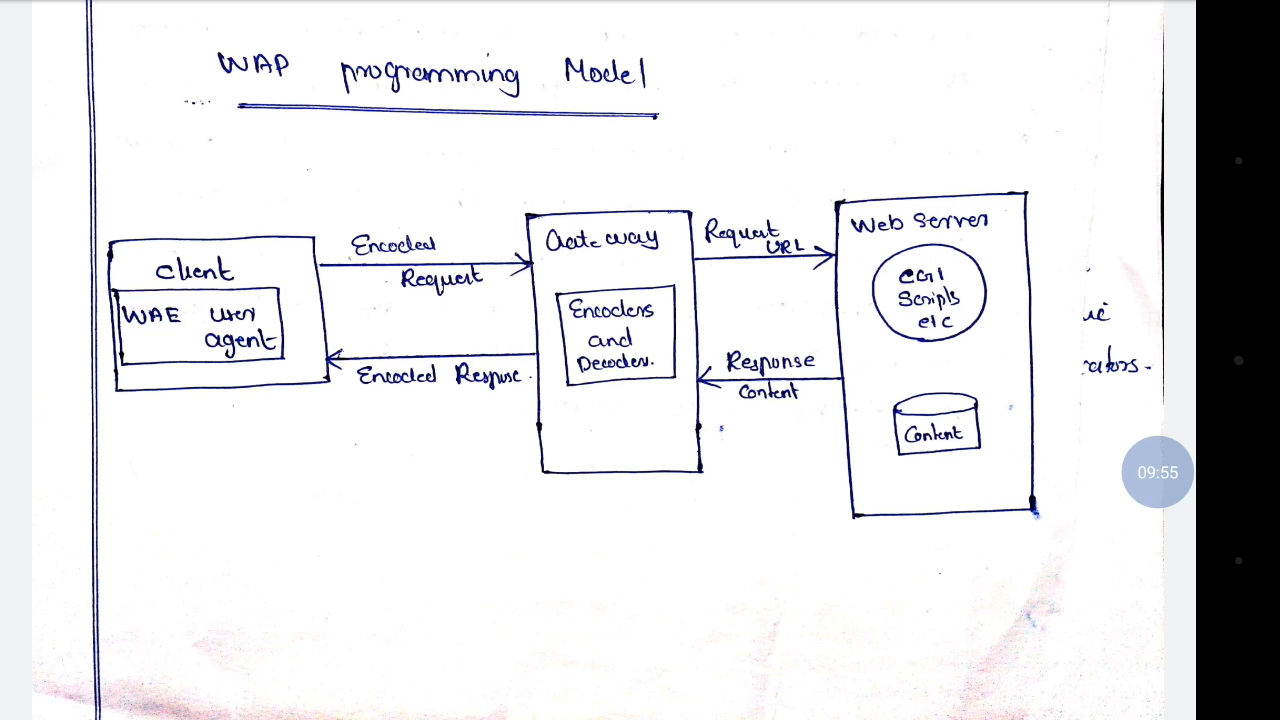 WAP programming Model
Client
WAE user
agent
Encoded
Request
Encoded Respnse.
Gateway
Encoders
and
Decoders.
Request
URL
Response
Content
Web Server
CGI
Scripts
etc
Content
09:55